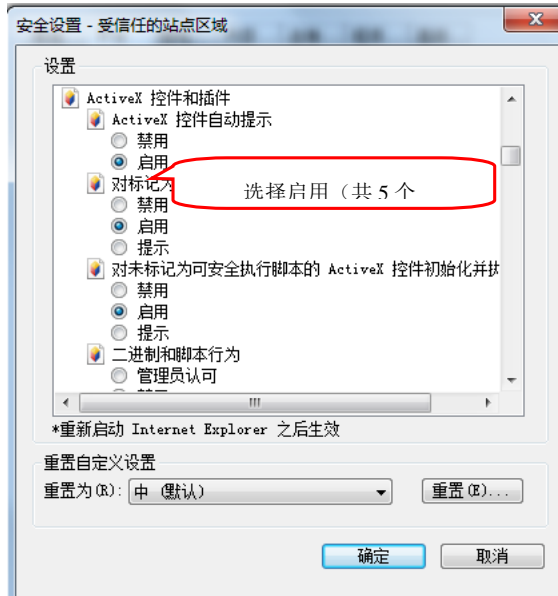 安全设置 - 受信任的站点区域
设置
ActiveX 控件和插件
ActiveX 控件自动提示
禁用
启用
对标记为
选择启用（共 5 个
禁用
启用
提示
对未标记为可安全执行脚本的 ActiveX 控件初始化并执
禁用
启用
提示
二进制和脚本行为
管理员认可
*重新启动 Internet Explorer 之后生效
重置自定义设置
重置为(R): 中 (默认)
重置(E)...
确定
取消